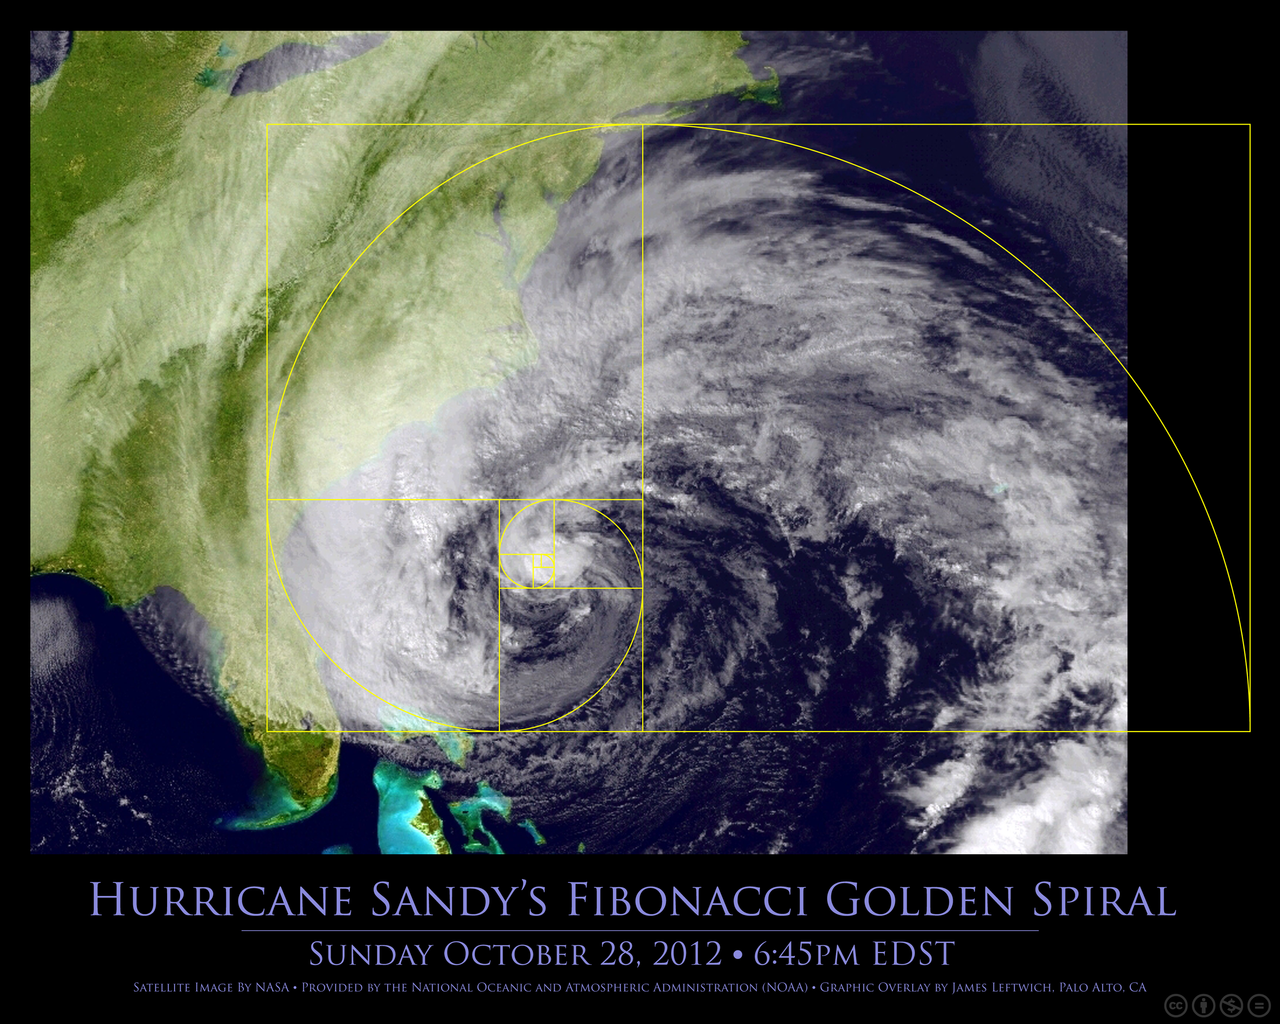 Hurricane Sandy's Fibonacci Golden Spiral
Sunday October 28, 2012 • 6:45pm EDST
Satellite Image By NASA • Provided by the National Oceanic and Atmospheric Administration (NOAA) • Graphic Overlay by James Leftwich, Palo Alto, CA
cc